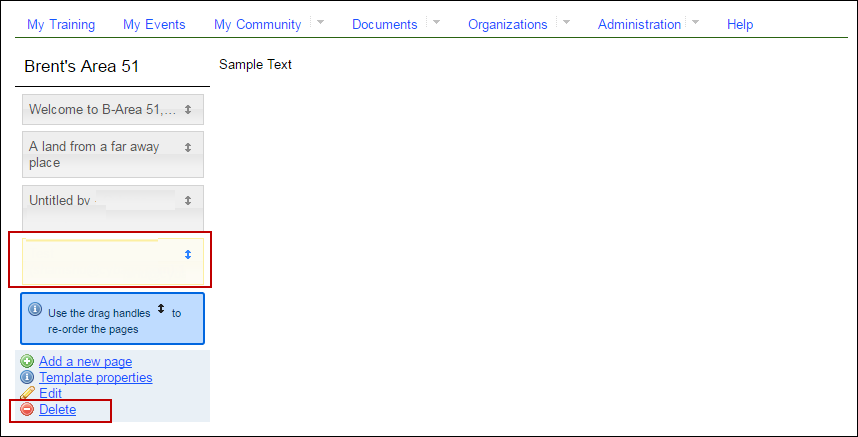 My Training My Events My Community Documents Organizations Administration Help
Brent's Area 51
Sample Text
Welcome to B-Area 51,...
A land from a far away
place
Untitled by
Use the drag handles to
re-order the pages
Add a new page
Template properties
Edit
Delete